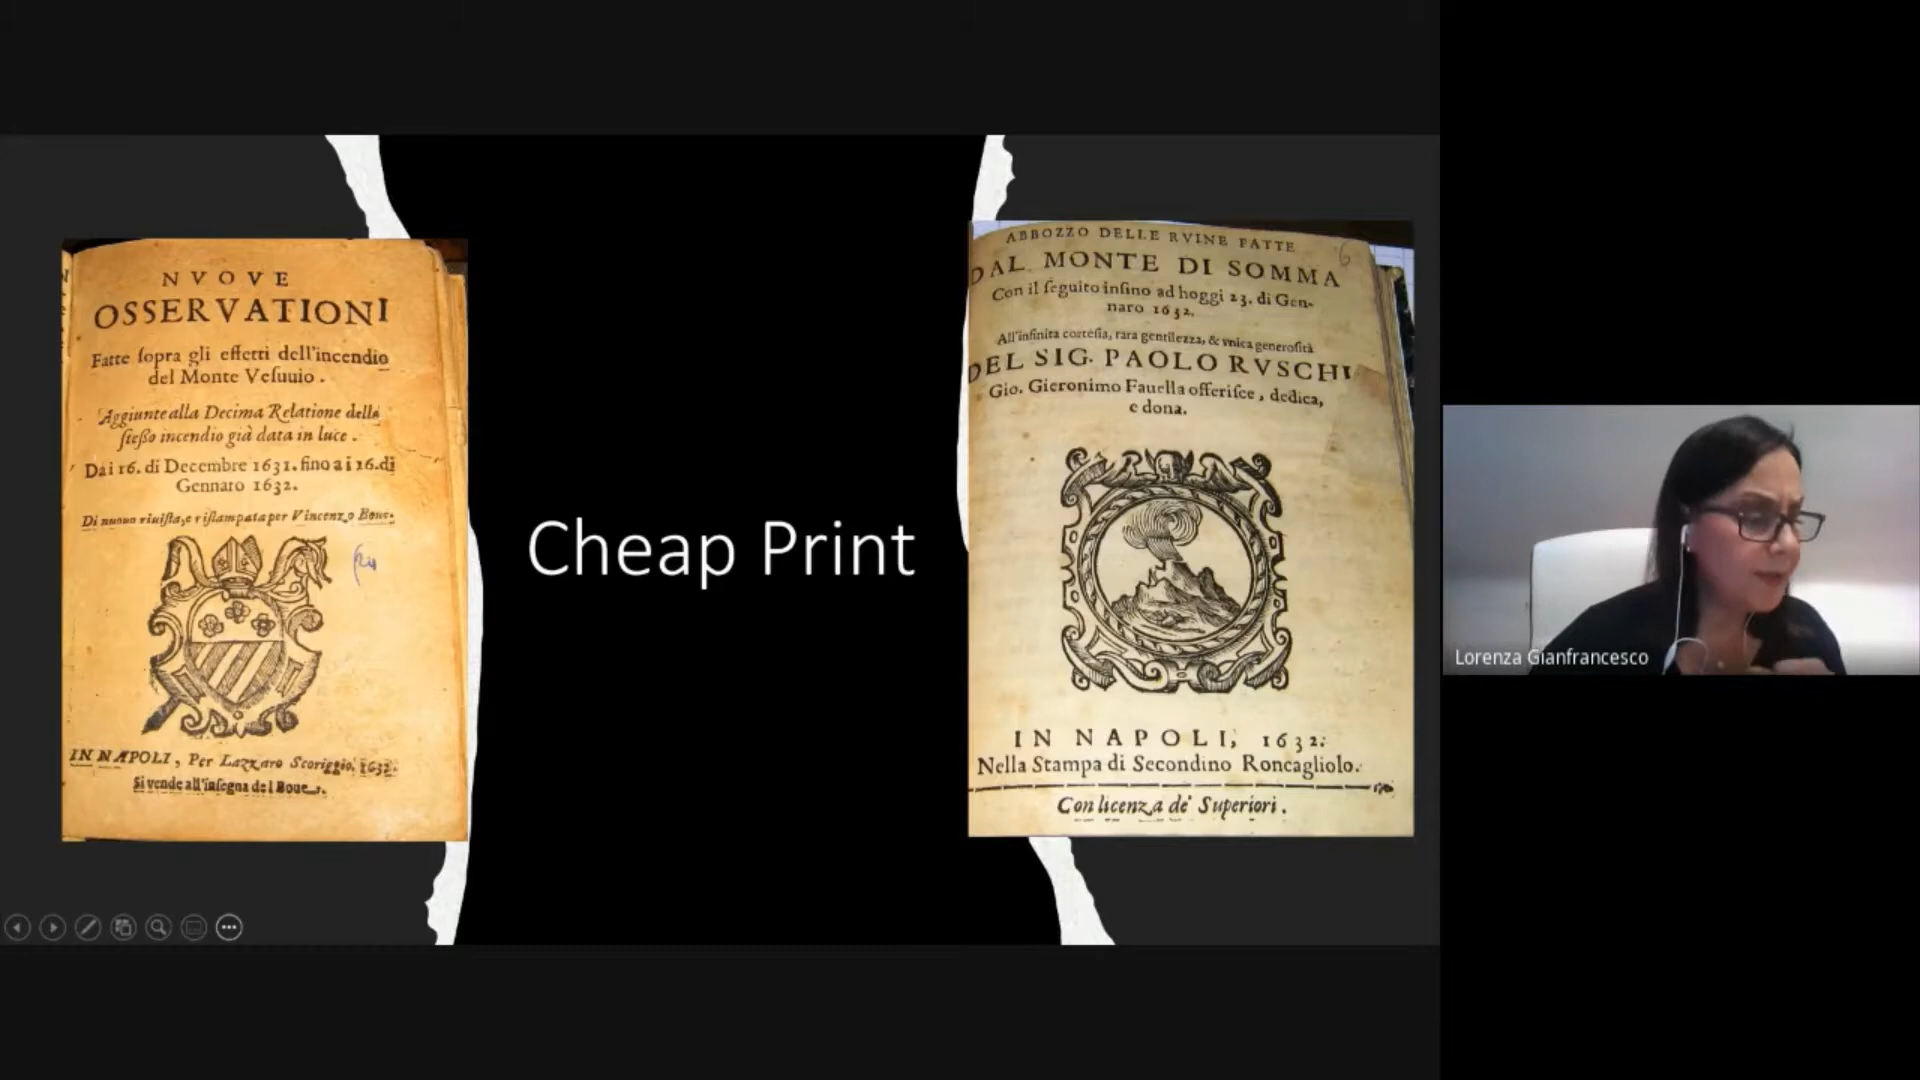 NVOVE
OSSERVATIONI
Fatte ſopra gli effetti dell'incendio
del Monte Veſuuio .
Aggiunte alla Decima Relatione dello
ſteßo incendio già data in luce .
Dai 16. di Decembre 1631. fino a i 16. di
Gennaro 1632.
Di nuouo riuiſta, e riſtampata per Vincenzo Boue.
IN NAPOLI, Per Lazzaro Scoriggio, 1632.
Si vende all'inſegna del Boue.
Cheap Print
ABBOZZO DELLE RVINE FATTE
DAL MONTE DI SOMMA
Con il ſeguito inſino ad hoggi 23. di Gen-
naro 1632.
All'infinita corteſia, rara gentilezza, & vnica generoſità
DEL SIG. PAOLO RVSCHI
Gio. Gieronimo Fauella offeriſce, dedica,
e dona.
IN NAPOLI, 1632.
Nella Stampa di Secondino Roncagliolo.
Con licenza de' Superiori.
6
Lorenza Gianfrancesco